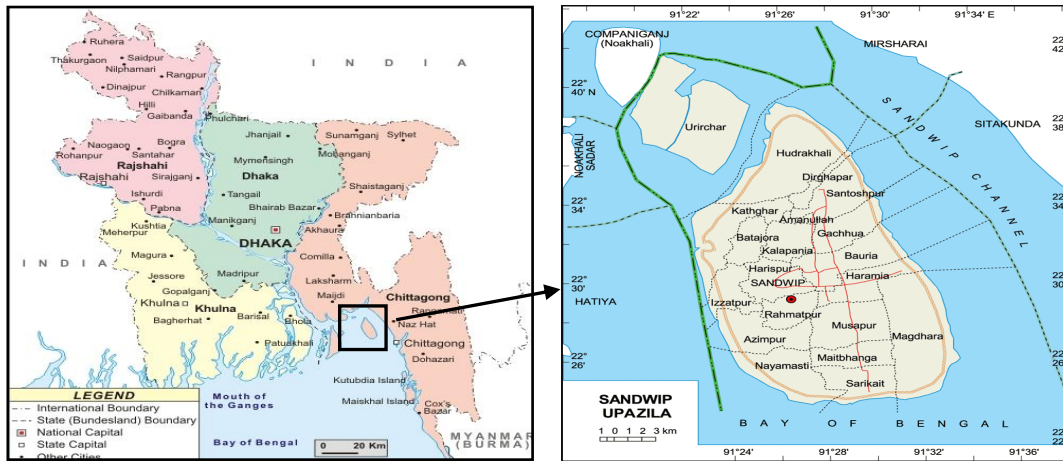 INDIA
Ruhera
Thakurgaon
Saidpur
Nilphamari
Rangpur
Dinajpur
Chilkaman
Hilli
Gaibanda
Phulchari
Jhanjail
Sunamganj
Sylhet
Mohanganj
Naogaon
Bogra
Rohanpur
Santahar
Rajshahi
Rajshahi
Sirajganj
Mymensingh
Dhaka
Shaistaganj
Ishurdi
Tangail
Pabna
Bhairab Bazar
Brahnianbaria
Kushtia
Manikganj
Akhaura
Meherpur
DHAKA
INDIA
Magura
Comilla
Jessore
Madripur
Laksharm
Gopalganj
Maijdi
Chittagong
Khulna
Khulna
Barisal
Bhola
Naz Hat
Bagherhat
Chittagong
Patuakhali
Dohazari
Kutubdia Island
Maiskhal Island
Cox's
Bazar
Mouth of
the Ganges
Bay of Bengal
MYANMAR
(BURMA)
0 20 Km
LEGEND
International Boundary
State (Bundesland) Boundary
National Capital
State Capital
Other Cities
91°22'
91°26'
91°30'
91°34' E
COMPANIGANJ
(Noakhali)
MIRSHARAI
22°
40' N
Urirchar
SANDWIP CHANNEL
SITAKUNDA
NOAKHALI
SADAR
Hudrakhali
Dirghapar
Santoshpur
22°
34'
Kathghar
Amanullah
Batajora
Gachhua
Kalapania
Bauria
Harispur
Haramia
22°
30'
SANDWIP
HATIYA
Izzatpur
Rahmatpur
Musapur
Magdhara
Azimpur
22°
26'
Maitbhanga
Nayamasti
Sarikait
SANDWIP
UPAZILA
1 0 1 2 3 km
BAY OF BENGAL
91°24'
91°28'
91°32'
91°36'